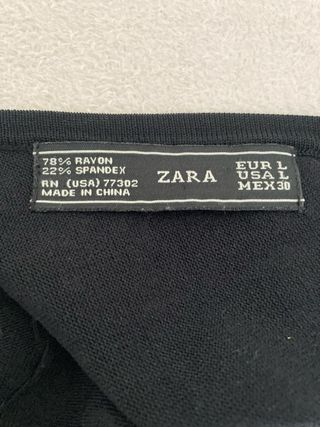 78% RAYON
22% SPANDEX
RN (USA) 77302
MADE IN CHINA
ZARA
EUR L
USA L
MEX 30